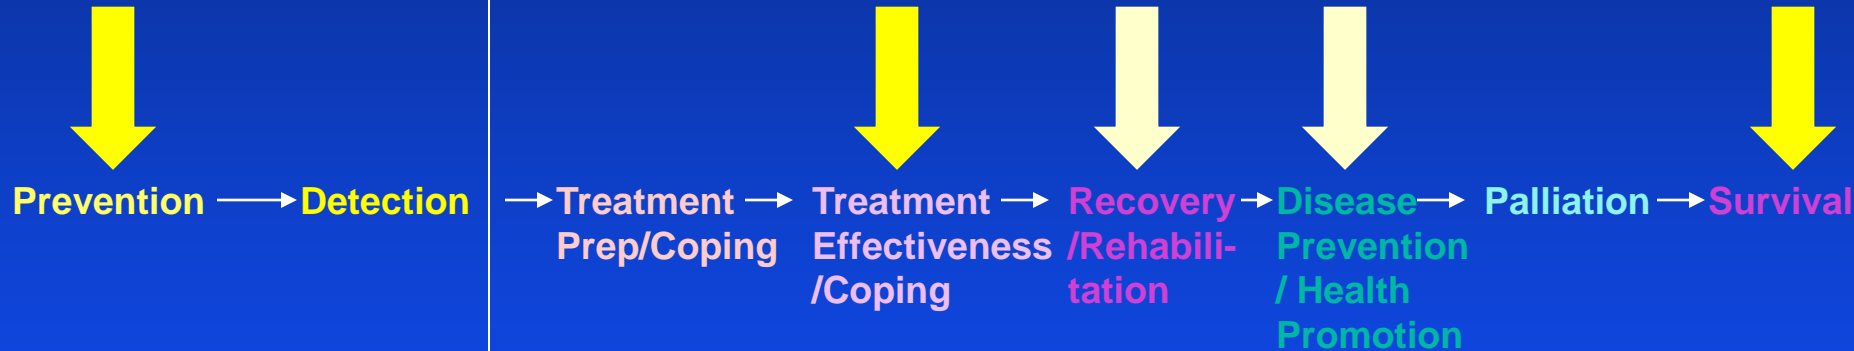 Prevention
Detection
Treatment
Prep/Coping
Treatment
Effectiveness
/Coping
Recovery
/Rehabili-
tation
Disease
Prevention
/ Health
Promotion
Palliation
Survival